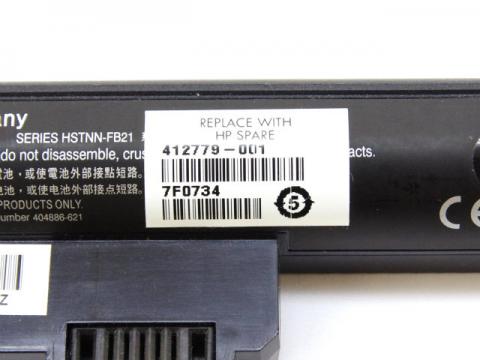 any
SERIES HSTNN-FB21
do not disassemble, crus
acts.
電池，或使電池外部接點短路．
，或使电池外部接点短路．
PRODUCTS ONLY.
umber 404886-621
REPLACE WITH
HP SPARE
412779-001
7F0734
5
CE
Z